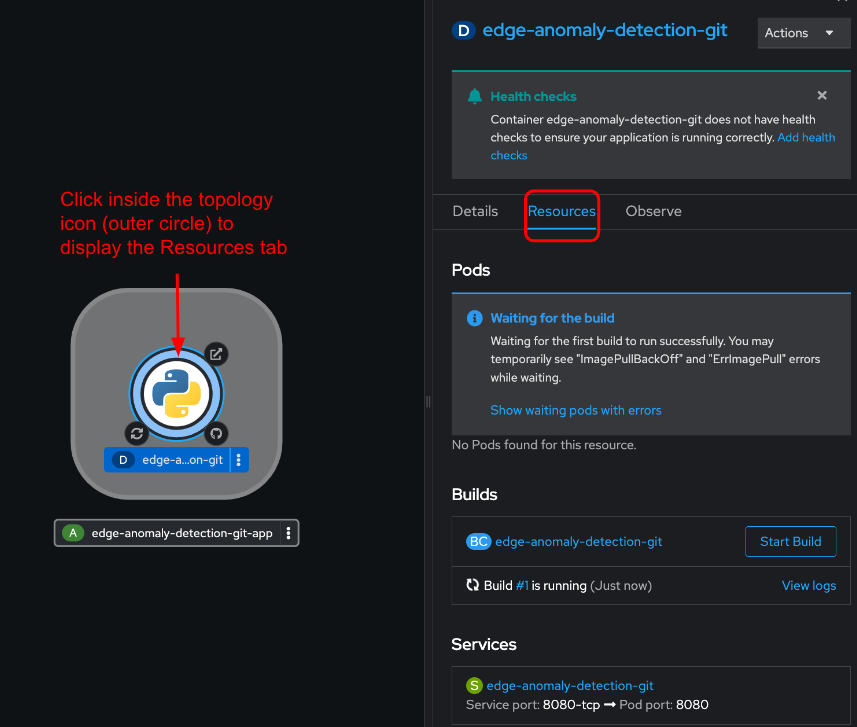 Click inside the topology
icon (outer circle) to
display the Resources tab
D edge-a...on-git
A edge-anomaly-detection-git-app
D edge-anomaly-detection-git
Actions
Health checks
Container edge-anomaly-detection-git does not have health
checks to ensure your application is running correctly. Add health
checks
Details Resources Observe
Pods
Waiting for the build
Waiting for the first build to run successfully. You may
temporarily see "ImagePullBackOff" and "ErrImagePull" errors
while waiting.
Show waiting pods with errors
No Pods found for this resource.
Builds
BC edge-anomaly-detection-git Start Build
Build #1 is running (Just now) View logs
Services
S edge-anomaly-detection-git
Service port: 8080-tcp ➞ Pod port: 8080